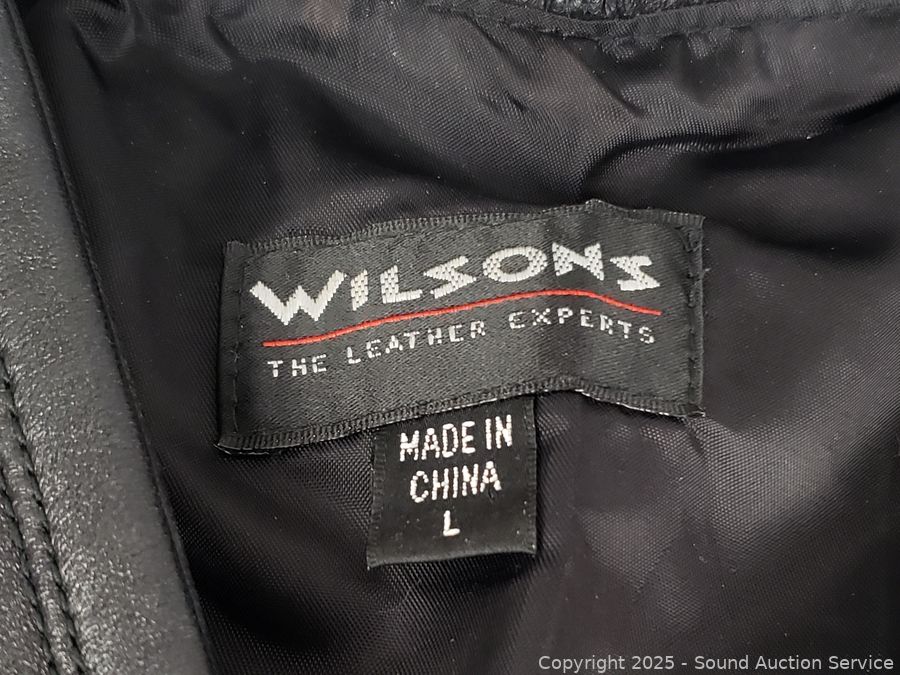 WILSONS
THE LEATHER EXPERTS
MADE IN
CHINA
L
Copyright 2025 - Sound Auction Service